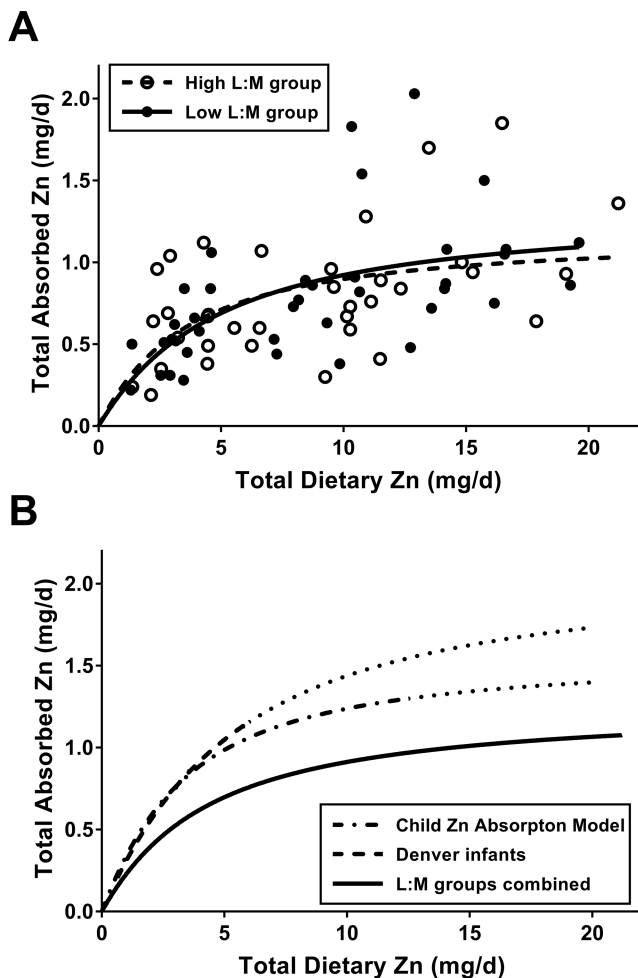 A
High L:M group
Low L:M group
2.0
1.5
1.0
0.5
0.0
Total Absorbed Zn (mg/d)
0 5 10 15 20
Total Dietary Zn (mg/d)
B
2.0
1.5
1.0
0.5
0.0
Total Absorbed Zn (mg/d)
Child Zn Absorpton Model
Denver infants
L:M groups combined
0 5 10 15 20
Total Dietary Zn (mg/d)